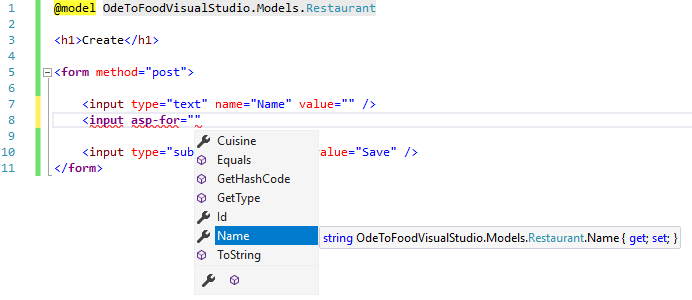 1 @model OdeToFoodVisualStudio.Models.Restaurant
2
3 <h1>Create</h1>
4
5 <form method="post">
6
7 <input type="text" name="Name" value="" />
8 <input asp-for=""
9
10 <input type="sub value="Save" />
11 </form>
Cuisine
Equals
GetHashCode
GetType
Id
Name string OdeToFoodVisualStudio.Models.Restaurant.Name { get; set; }
ToString